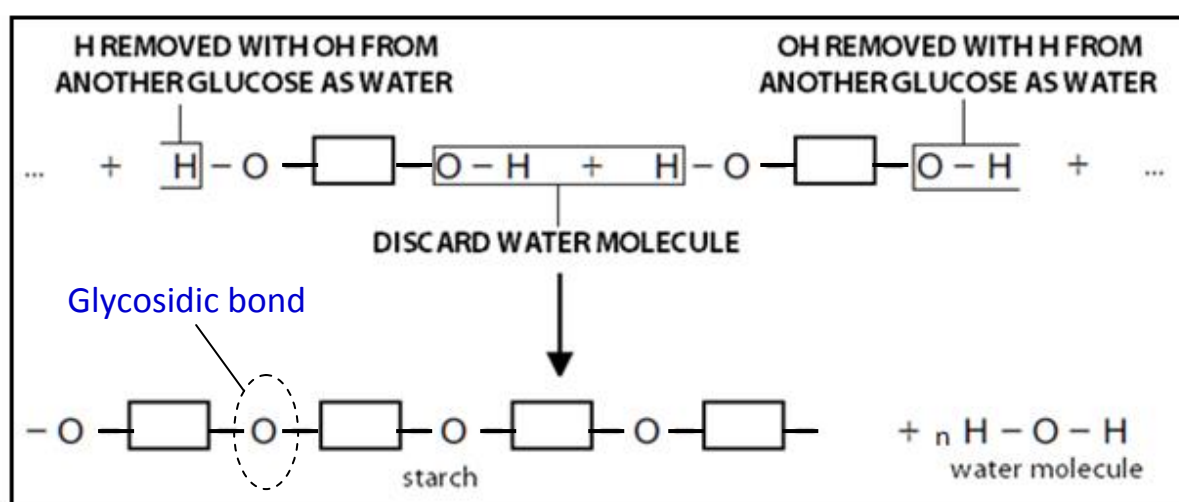 H REMOVED WITH OH FROM
ANOTHER GLUCOSE AS WATER
OH REMOVED WITH H FROM
ANOTHER GLUCOSE AS WATER
... + H – O – – O – H + H – O – – O – H + ...
DISCARD WATER MOLECULE
Glycosidic bond
– O – – O – – O – – O – – + n H – O – H
starch
water molecule